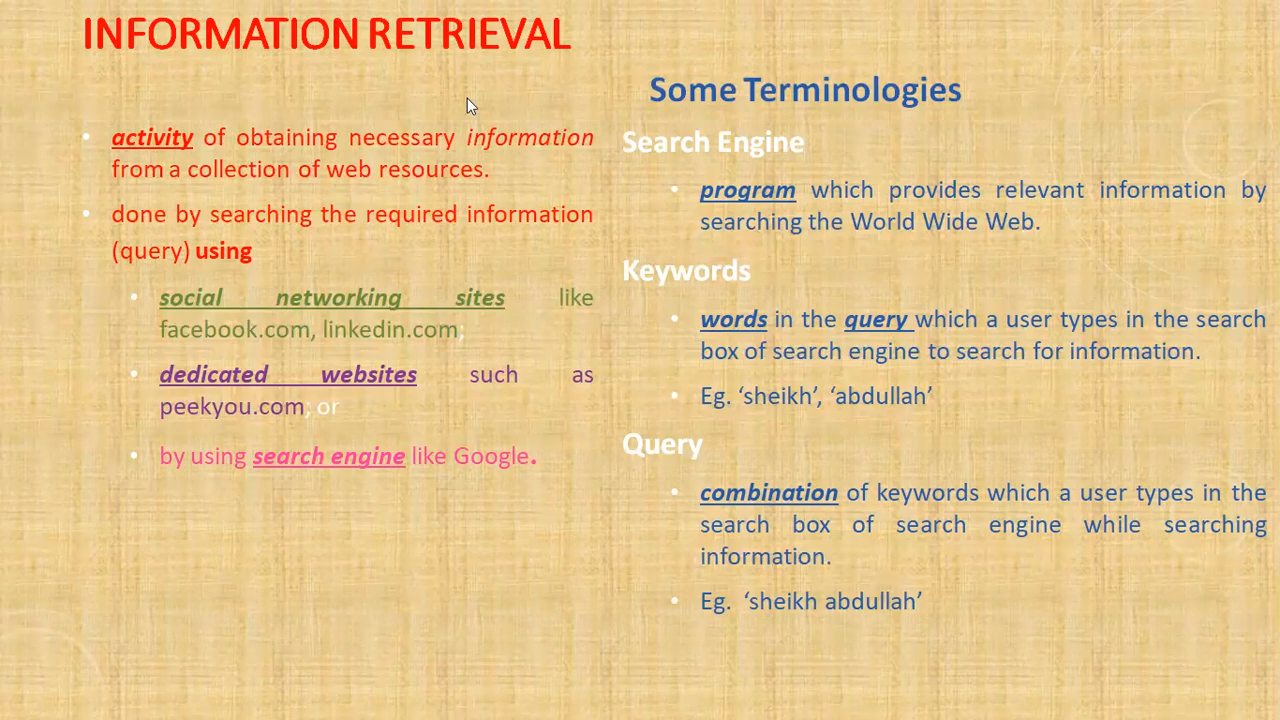 INFORMATION RETRIEVAL
• activity of obtaining necessary information
from a collection of web resources.
• done by searching the required information
(query) using
• social networking sites like
facebook.com, linkedin.com;
• dedicated websites such as
peekyou.com; or
• by using search engine like Google.
Some Terminologies
Search Engine
• program which provides relevant information by
searching the World Wide Web.
Keywords
• words in the query which a user types in the search
box of search engine to search for information.
• Eg. ‘sheikh’, ‘abdullah’
Query
• combination of keywords which a user types in the
search box of search engine while searching
information.
• Eg. ‘sheikh abdullah’